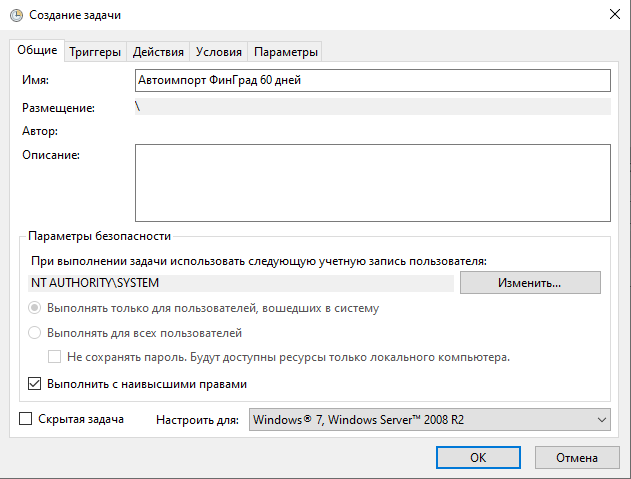 Создание задачи
Общие Триггеры Действия Условия Параметры
Имя: Автоимпорт ФинГрад 60 дней
Размещение: \
Автор:
Описание:
Параметры безопасности
При выполнении задачи использовать следующую учетную запись пользователя:
NT AUTHORITY\SYSTEM Изменить...
Выполнять только для пользователей, вошедших в систему
Выполнять для всех пользователей
Не сохранять пароль. Будут доступны ресурсы только локального компьютера.
Выполнить с наивысшими правами
Скрытая задача Настроить для: Windows® 7, Windows Server™ 2008 R2
OK Отмена